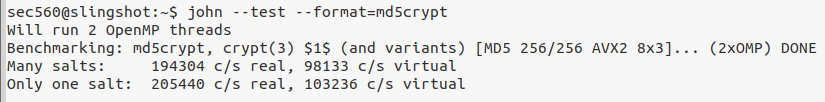 sec560@slingshot:~$ john --test --format=md5crypt
Will run 2 OpenMP threads
Benchmarking: md5crypt, crypt(3) $1$ (and variants) [MD5 256/256 AVX2 8x3]... (2xOMP) DONE
Many salts:     194304 c/s real, 98133 c/s virtual
Only one salt:  205440 c/s real, 103236 c/s virtual